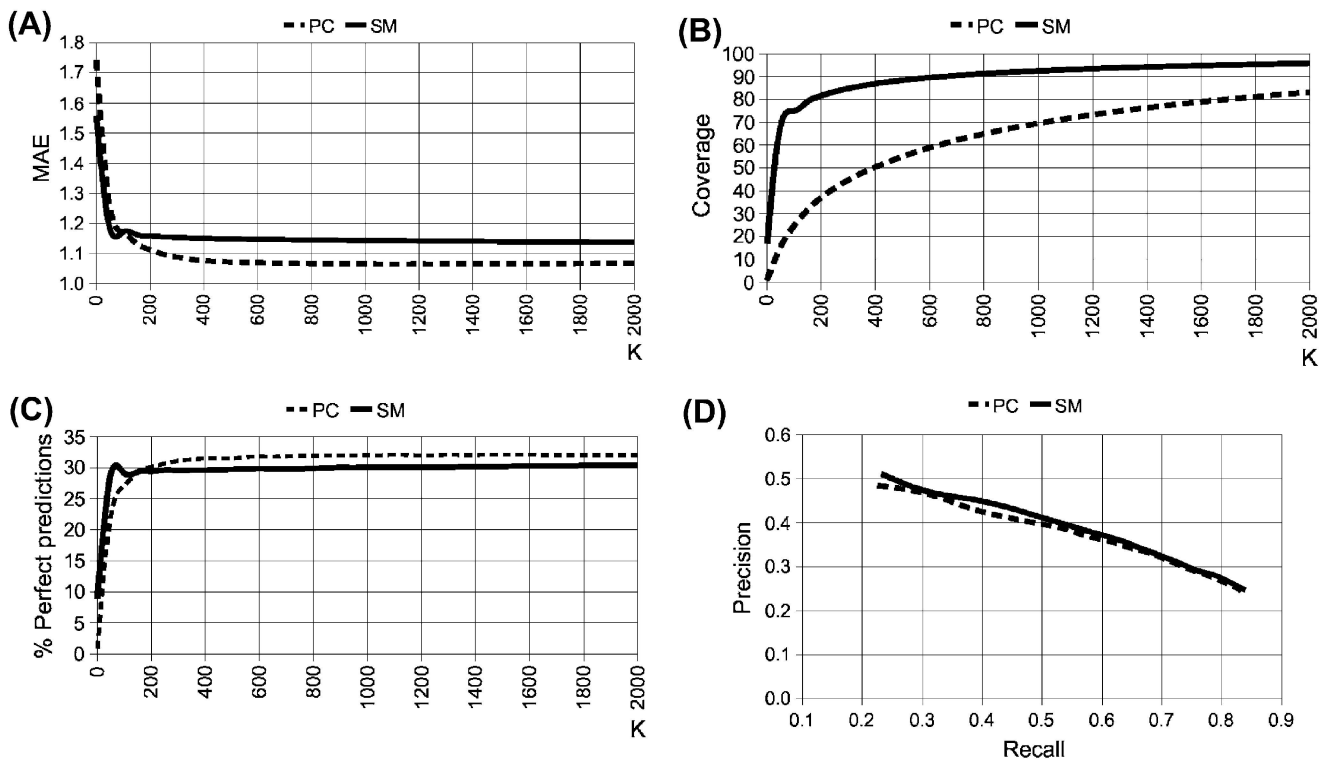 (A)
PC SM
1.8
1.7
1.6
1.5
1.4
1.3
1.2
1.1
1.0
MAE
0 200 400 600 800 1000 1200 1400 1600 1800 2000
K
(B)
PC SM
100
90
80
70
60
50
40
30
20
10
0
Coverage
0 200 400 600 800 1000 1200 1400 1600 1800 2000
K
(C)
PC SM
35
30
25
20
15
10
5
0
% Perfect predictions
0 200 400 600 800 1000 1200 1400 1600 1800 2000
K
(D)
PC SM
0.6
0.5
0.4
0.3
0.2
0.1
0.0
Precision
0.1 0.2 0.3 0.4 0.5 0.6 0.7 0.8 0.9
Recall